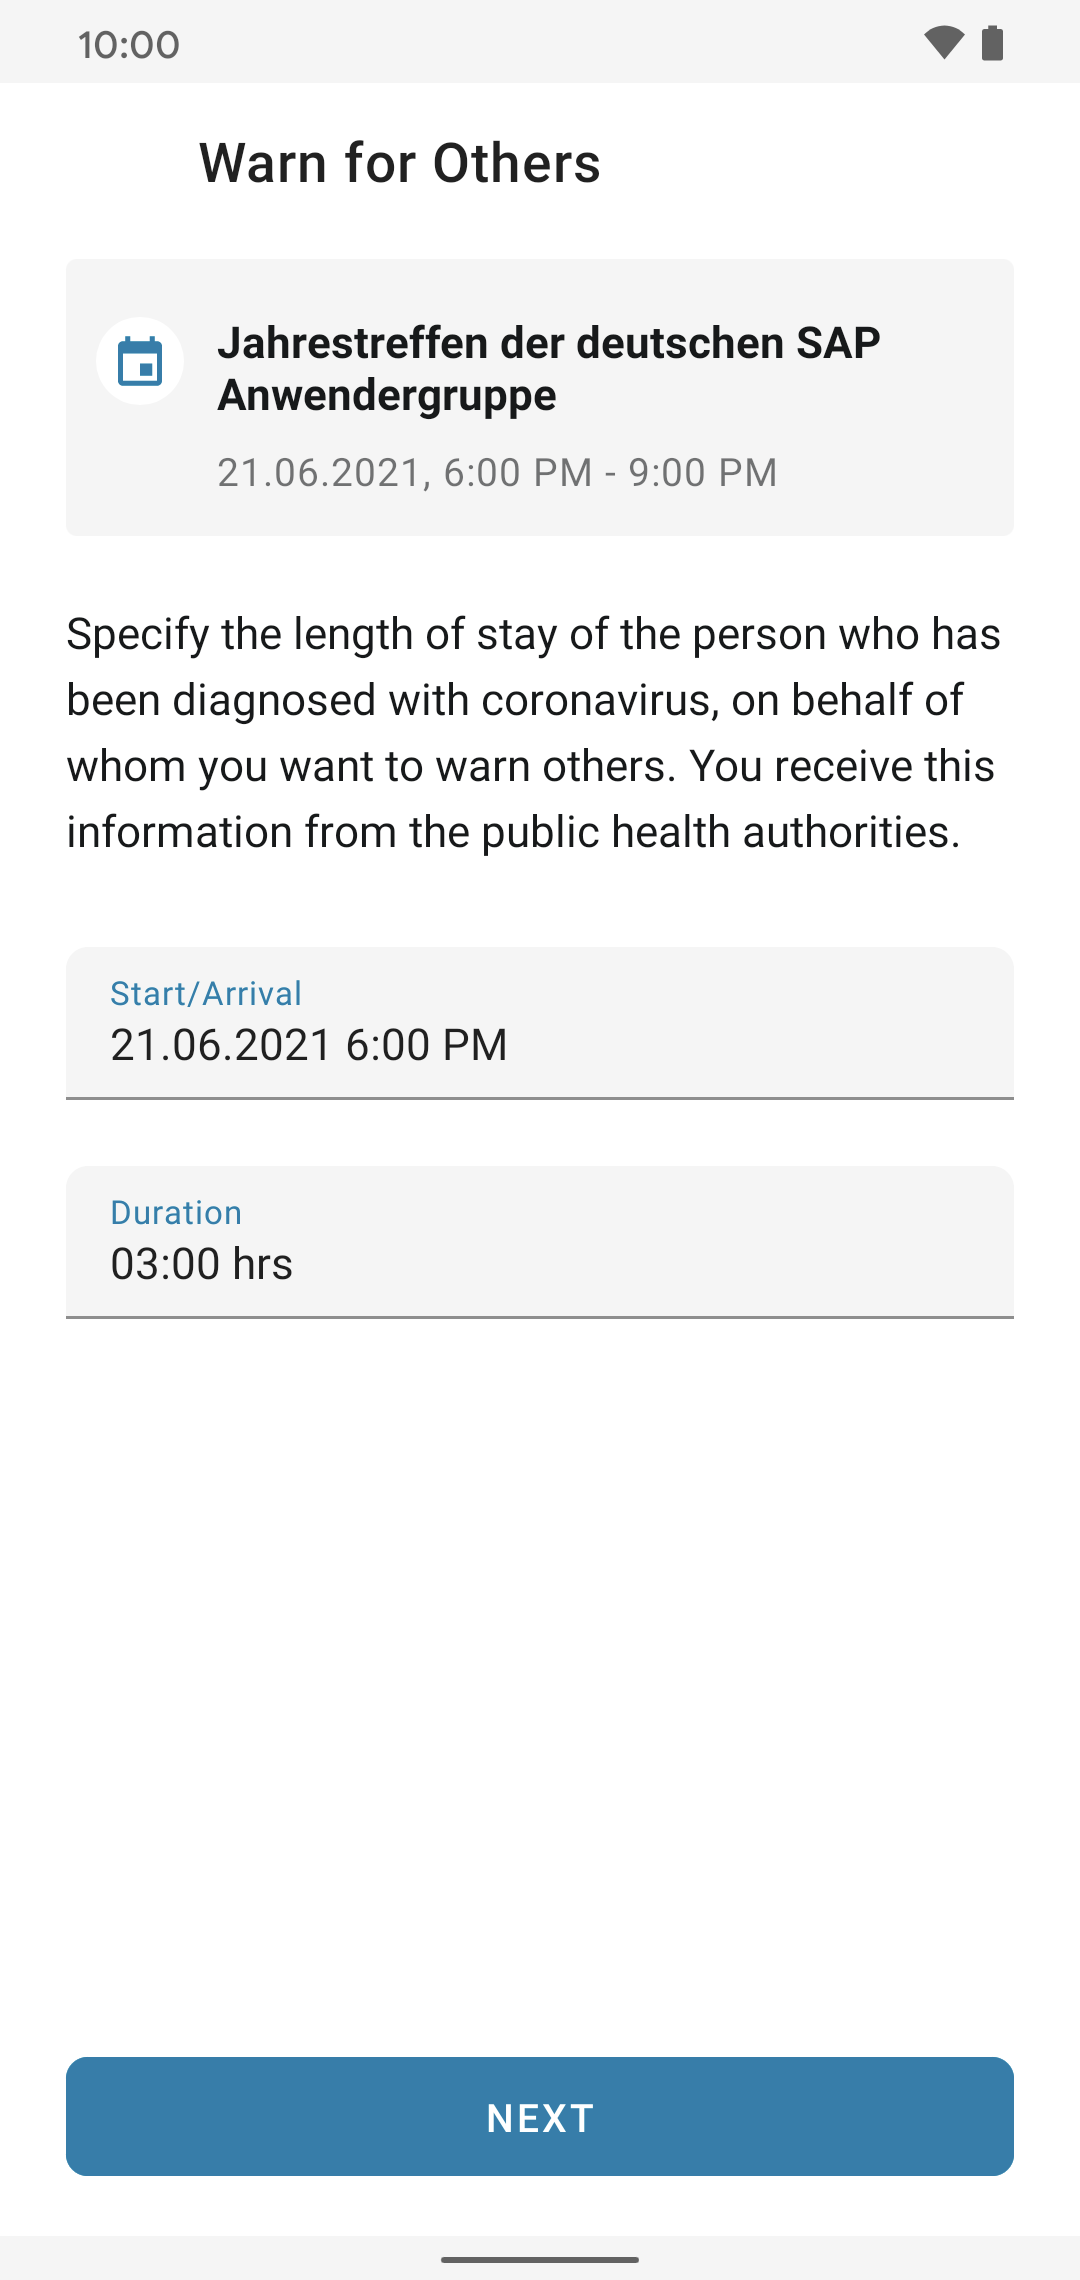 10:00
Warn for Others
Jahrestreffen der deutschen SAP
Anwendergruppe
21.06.2021, 6:00 PM - 9:00 PM
Specify the length of stay of the person who has
been diagnosed with coronavirus, on behalf of
whom you want to warn others. You receive this
information from the public health authorities.
Start/Arrival
21.06.2021 6:00 PM
Duration
03:00 hrs
NEXT